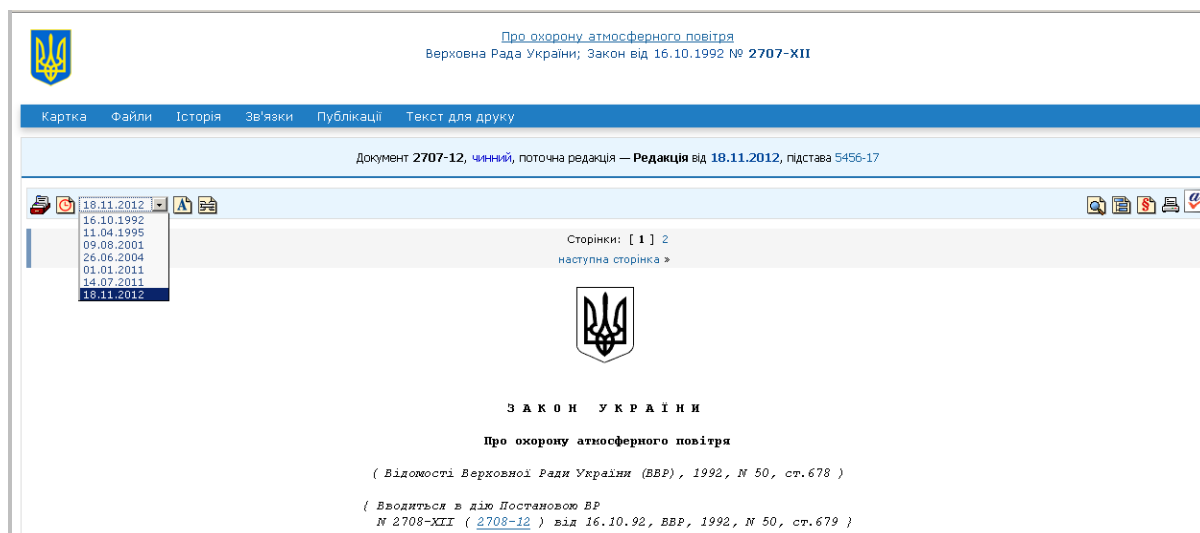 Про охорону атмосферного повітря
Верховна Рада України; Закон від 16.10.1992 № 2707-XII
Картка Файли Історія Зв'язки Публікації Текст для друку
Документ 2707-12, чинний, поточна редакція — Редакція від 18.11.2012, підстава 5456-17
18.11.2012
16.10.1992
11.04.1995
09.08.2001
26.06.2004
01.01.2011
14.07.2011
18.11.2012
Сторінки: [ 1 ] 2
наступна сторінка »
З А К О Н У К Р А Ї Н И
Про охорону атмосферного повітря
( Відомості Верховної Ради України (ВВР), 1992, N 50, ст.678 )
{ Вводиться в дію Постановою ВР
N 2708-XII ( 2708-12 ) від 16.10.92, ВВР, 1992, N 50, ст.679 }